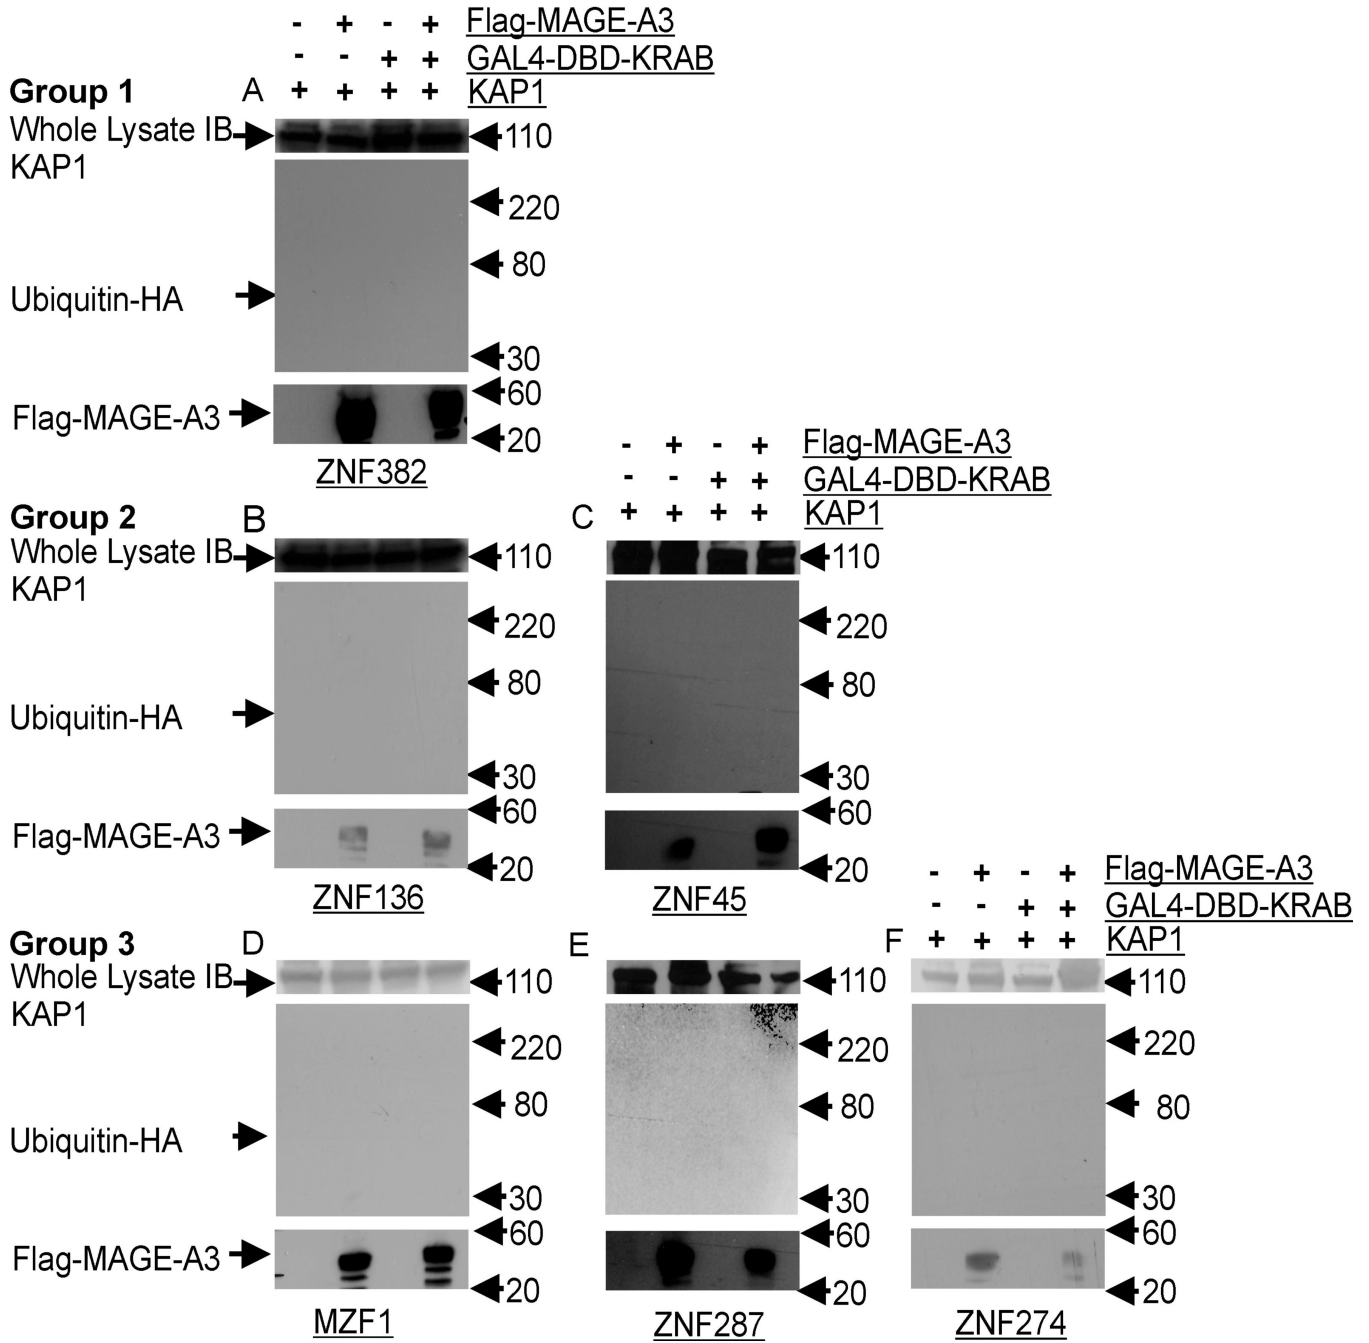 - + - + Flag-MAGE-A3
- - + + GAL4-DBD-KRAB
Group 1 A + + + + KAP1
Whole Lysate IB 110
KAP1
220
80
Ubiquitin-HA
30
60
Flag-MAGE-A3
20
ZNF382
- + - + Flag-MAGE-A3
- - + + GAL4-DBD-KRAB
Group 2 B C + + + + KAP1
Whole Lysate IB 110 110
KAP1
220 220
80 80
Ubiquitin-HA
30 30
60 60
Flag-MAGE-A3
20 20
ZNF136 ZNF45
- + - + Flag-MAGE-A3
- - + + GAL4-DBD-KRAB
Group 3 D E F + + + + KAP1
Whole Lysate IB 110 110 110
KAP1
220 220 220
80 80 80
Ubiquitin-HA
30 30 30
60 60 60
Flag-MAGE-A3
20 20 20
MZF1 ZNF287 ZNF274